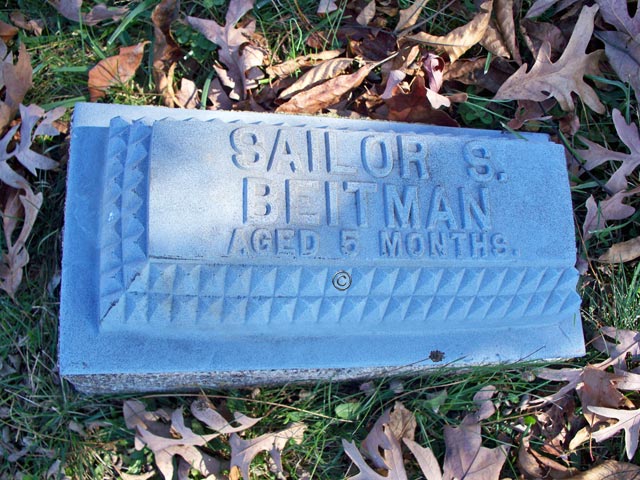 SAILOR S.
BEITMAN
AGED 5 MONTHS.
©